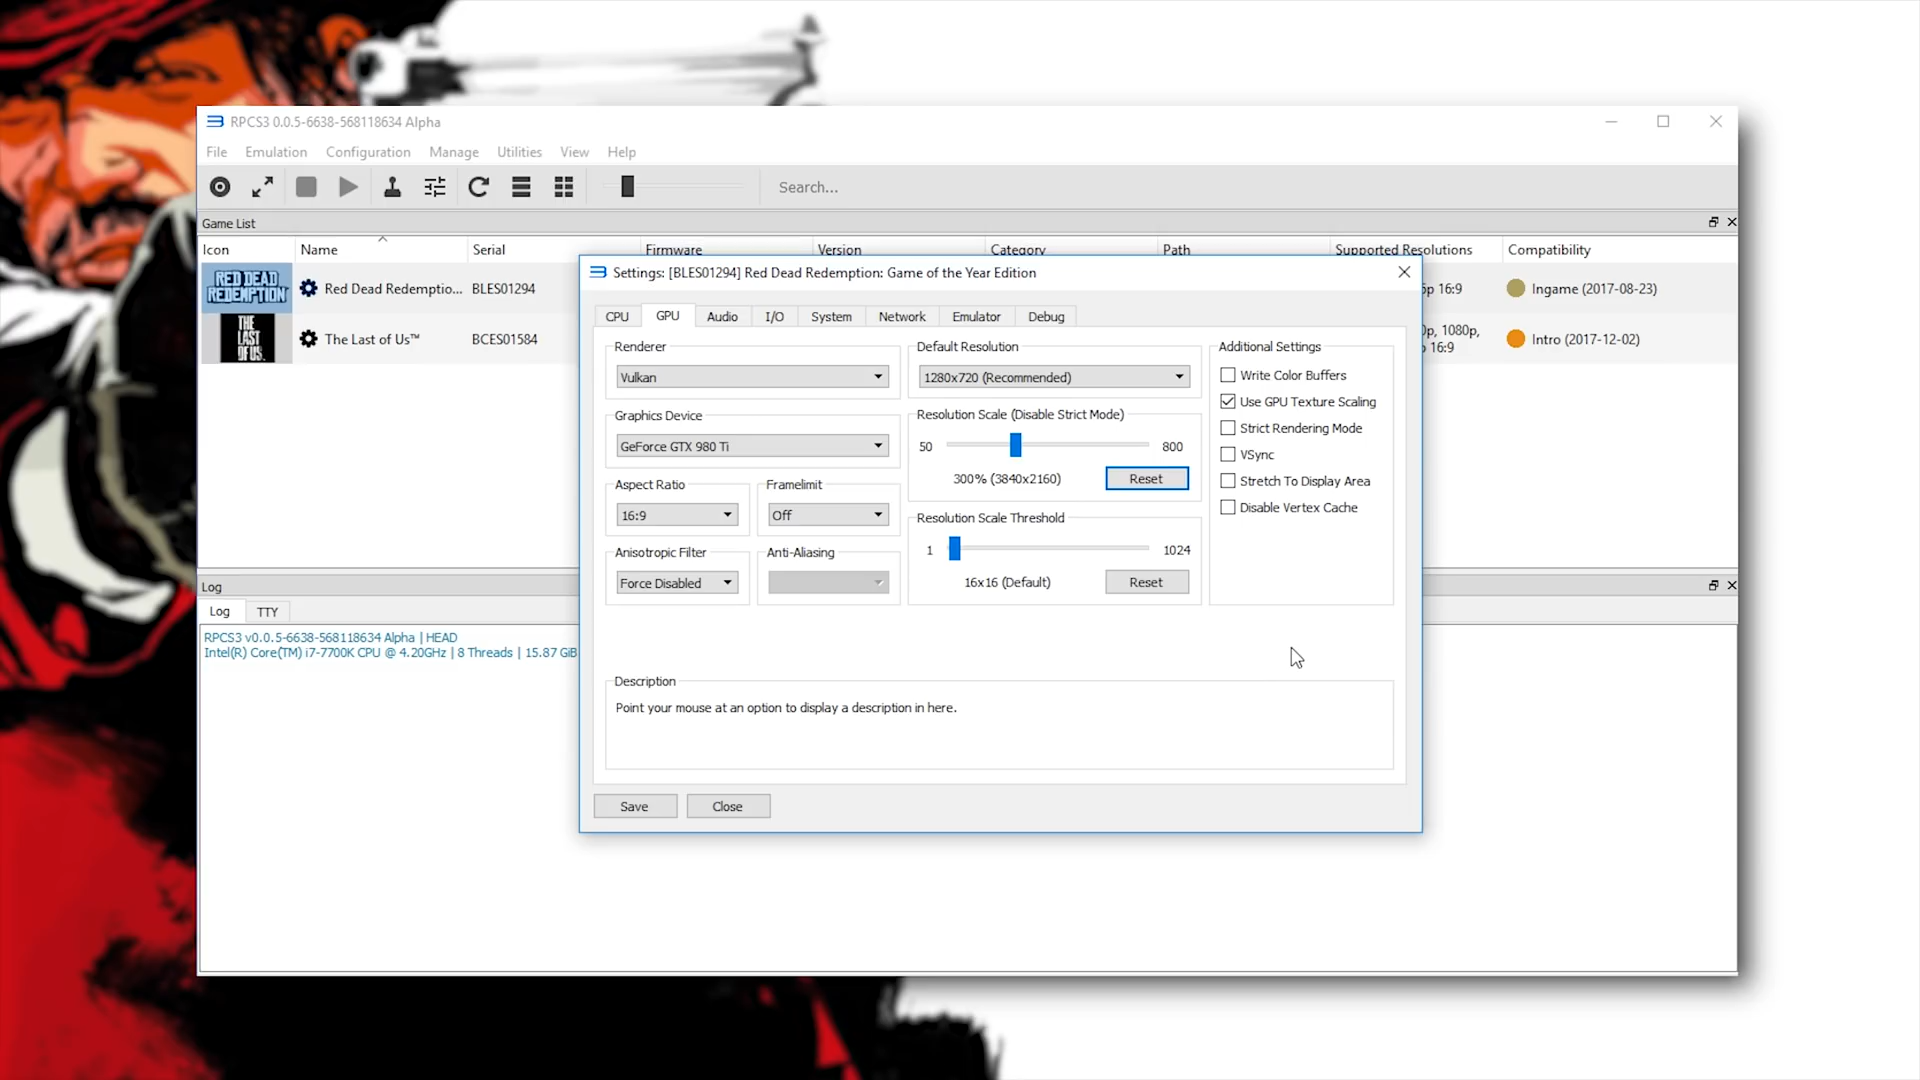 RPCS3 0.0.5-6638-568118634 Alpha
File Emulation Configuration Manage Utilities View Help
Search...
Game List
Icon Name Serial Firmware Version Category Path Supported Resolutions Compatibility
RED DEAD
REDEMPTION
Red Dead Redemptio... BLES01294
p 16:9 Ingame (2017-08-23)
THE
LAST
OF US
The Last of Us™ BCES01584
p, 1080p,
16:9
Intro (2017-12-02)
Settings: [BLES01294] Red Dead Redemption: Game of the Year Edition
CPU GPU Audio I/O System Network Emulator Debug
Renderer
Vulkan
Graphics Device
GeForce GTX 980 Ti
Aspect Ratio Framelimit
16:9 Off
Anisotropic Filter Anti-Aliasing
Force Disabled
Default Resolution
1280x720 (Recommended)
Resolution Scale (Disable Strict Mode)
50 800
300% (3840x2160) Reset
Resolution Scale Threshold
1 1024
16x16 (Default) Reset
Additional Settings
Write Color Buffers
Use GPU Texture Scaling
Strict Rendering Mode
VSync
Stretch To Display Area
Disable Vertex Cache
Description
Point your mouse at an option to display a description in here.
Save Close
Log
Log TTY
RPCS3 v0.0.5-6638-568118634 Alpha | HEAD
Intel(R) Core(TM) i7-7700K CPU @ 4.20GHz | 8 Threads | 15.87 GiB